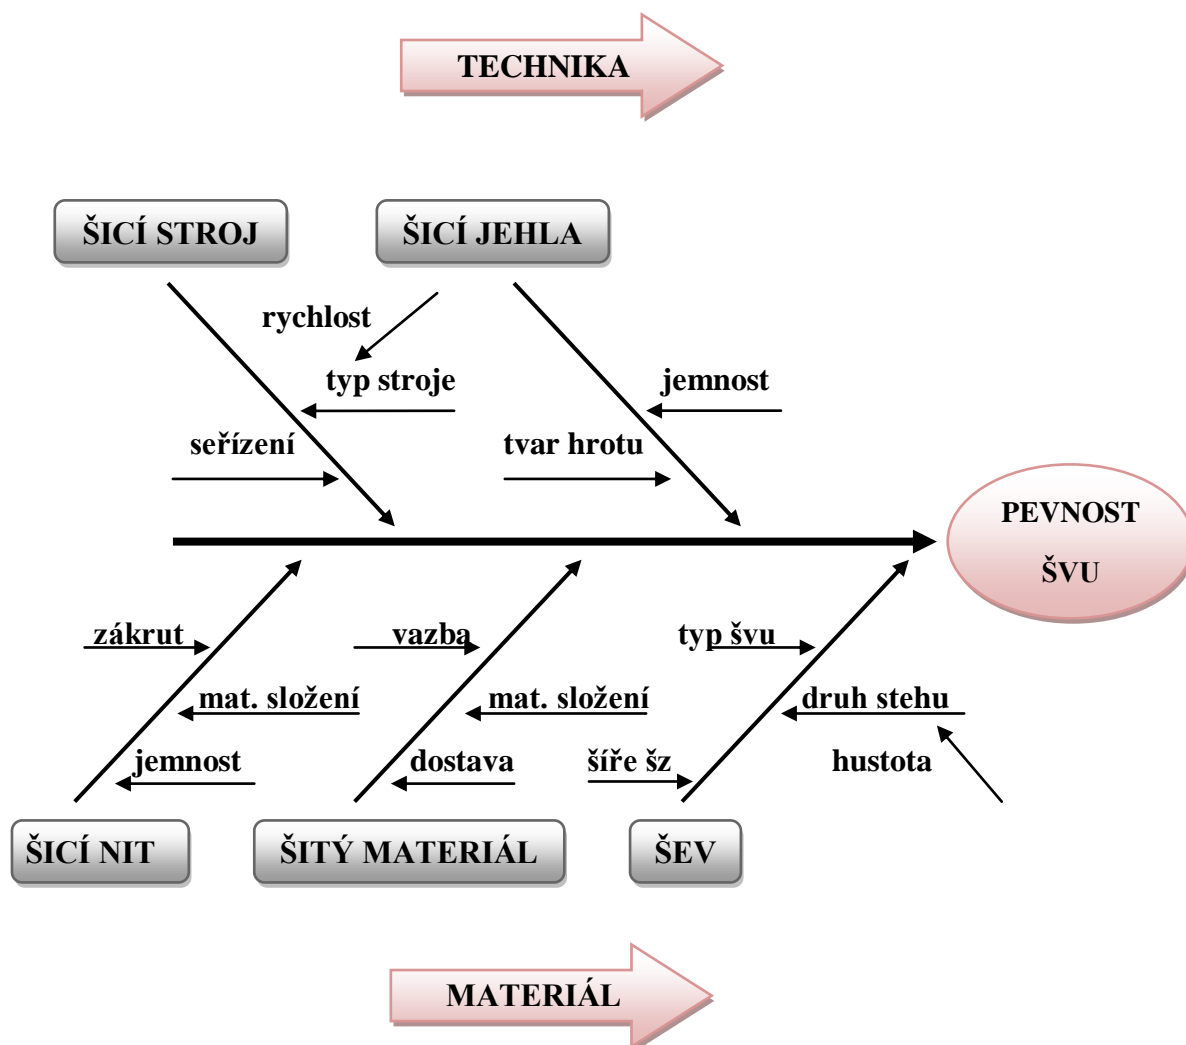 TECHNIKA
ŠICÍ STROJ
ŠICÍ JEHLA
rychlost
typ stroje
jemnost
seřízení
tvar hrotu
PEVNOST
ŠVU
zákrut
vazba
typ švu
mat. složení
mat. složení
druh stehu
jemnost
dostava
šíře šz
hustota
ŠICÍ NIT
ŠITÝ MATERIÁL
ŠEV
MATERIÁL